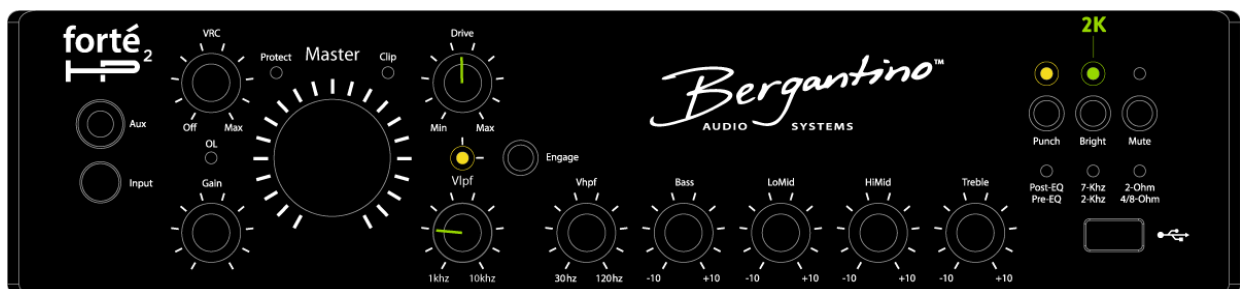 forté
HP2
Aux
Input
VRC
Off Max
OL
Gain
Protect Master Clip
Drive
Min Max
Engage
Vlpf
1khz 10khz
Vhpf
30hz 120hz
Bass
-10 +10
LoMid
-10 +10
HiMid
-10 +10
Treble
-10 +10
Bergantino™
AUDIO SYSTEMS
2K
Punch Bright Mute
Post-EQ 7-Khz 2-Ohm
Pre-EQ 2-Khz 4/8-Ohm